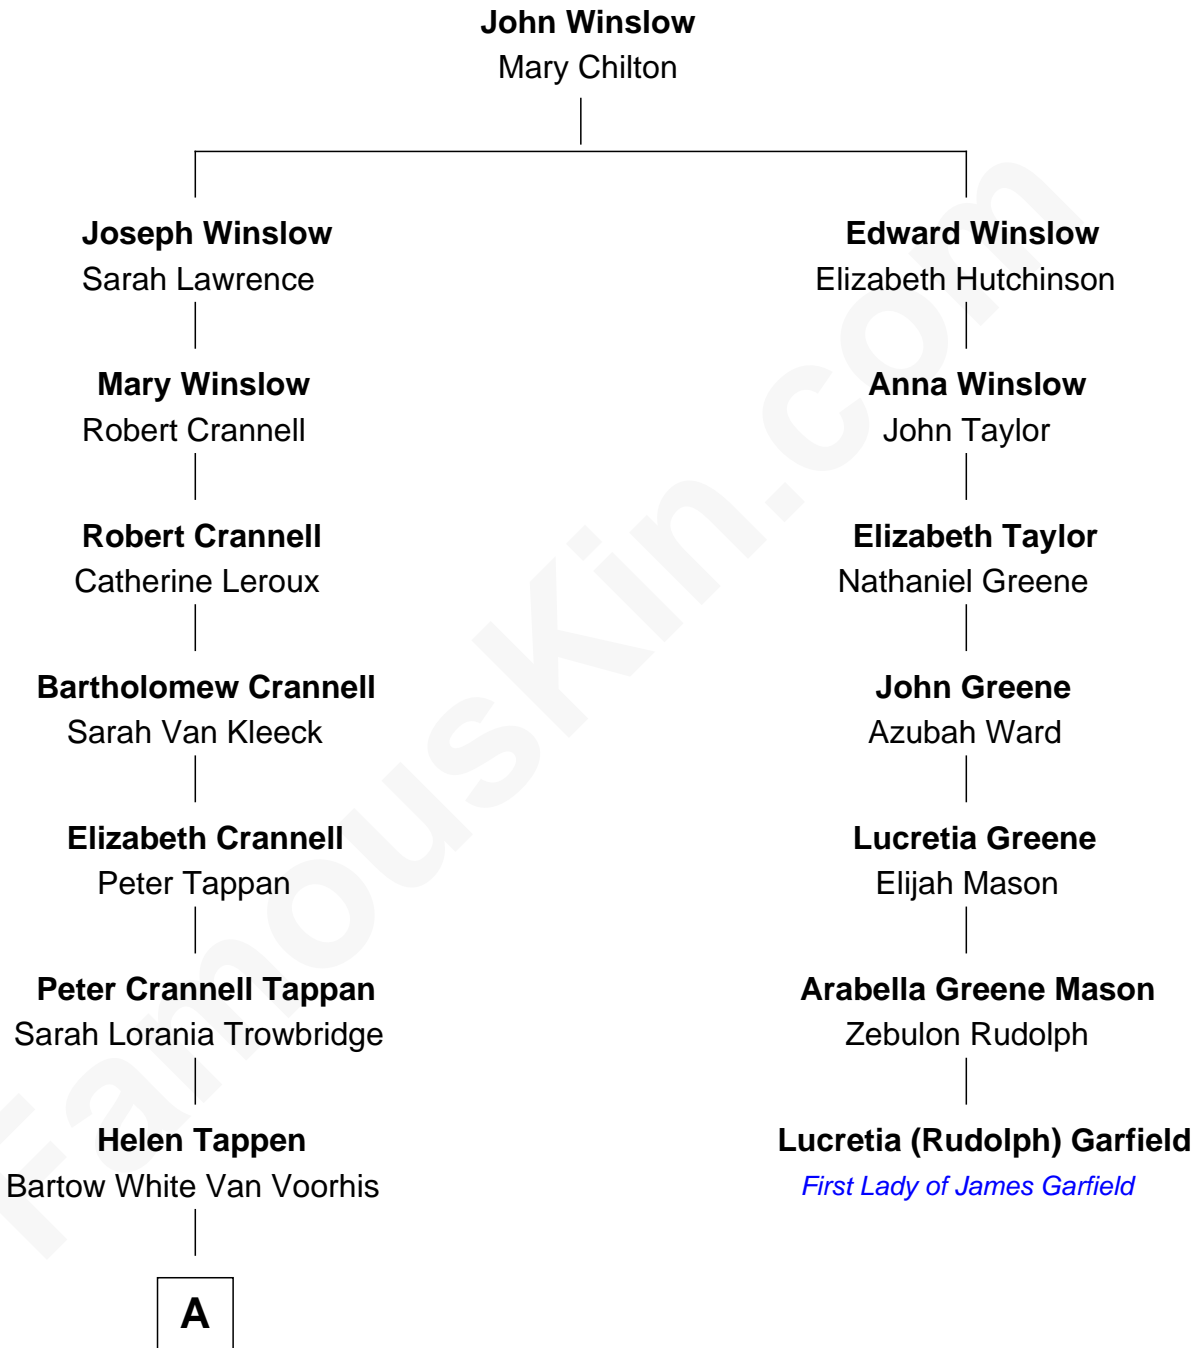 John Winslow
Mary Chilton
Joseph Winslow
Sarah Lawrence
Mary Winslow
Robert Crannell
Robert Crannell
Catherine Leroux
Bartholomew Crannell
Sarah Van Kleeck
Elizabeth Crannell
Peter Tappan
Peter Crannell Tappan
Sarah Lorania Trowbridge
Helen Tappen
Bartow White Van Voorhis
A
Edward Winslow
Elizabeth Hutchinson
Anna Winslow
John Taylor
Elizabeth Taylor
Nathaniel Greene
John Greene
Azubah Ward
Lucretia Greene
Elijah Mason
Arabella Greene Mason
Zebulon Rudolph
Lucretia (Rudolph) Garfield
First Lady of James Garfield
FamousKin.com